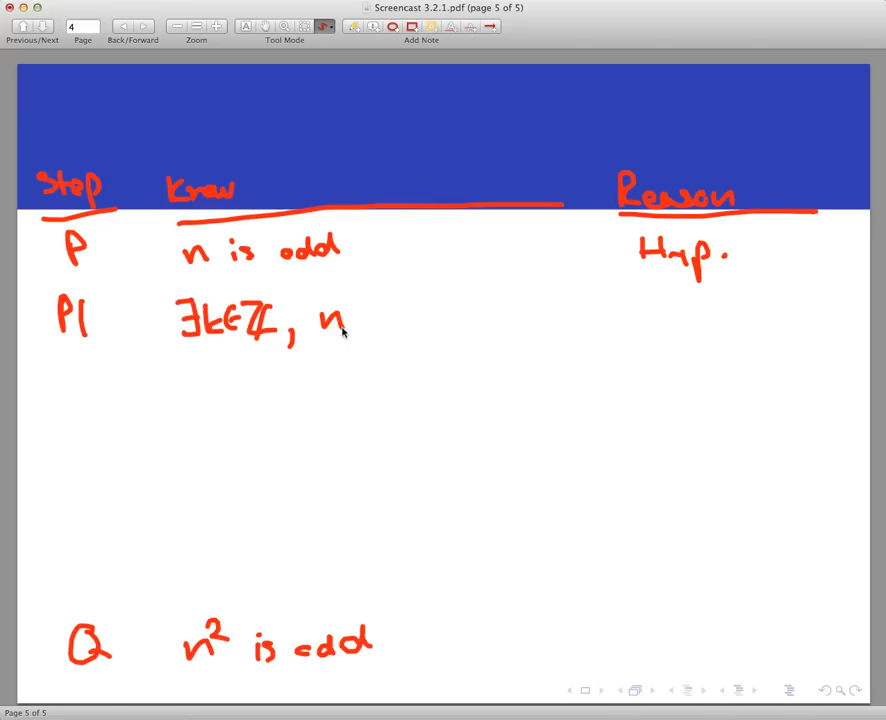 Screencast 3.2.1.pdf (page 5 of 5)
4
Previous/Next Page Back/Forward Zoom Tool Mode Add Note
Step Know Reason
P n is odd Hyp.
P1 ∃k∈ℤ, n
Q n² is odd
Page 5 of 5